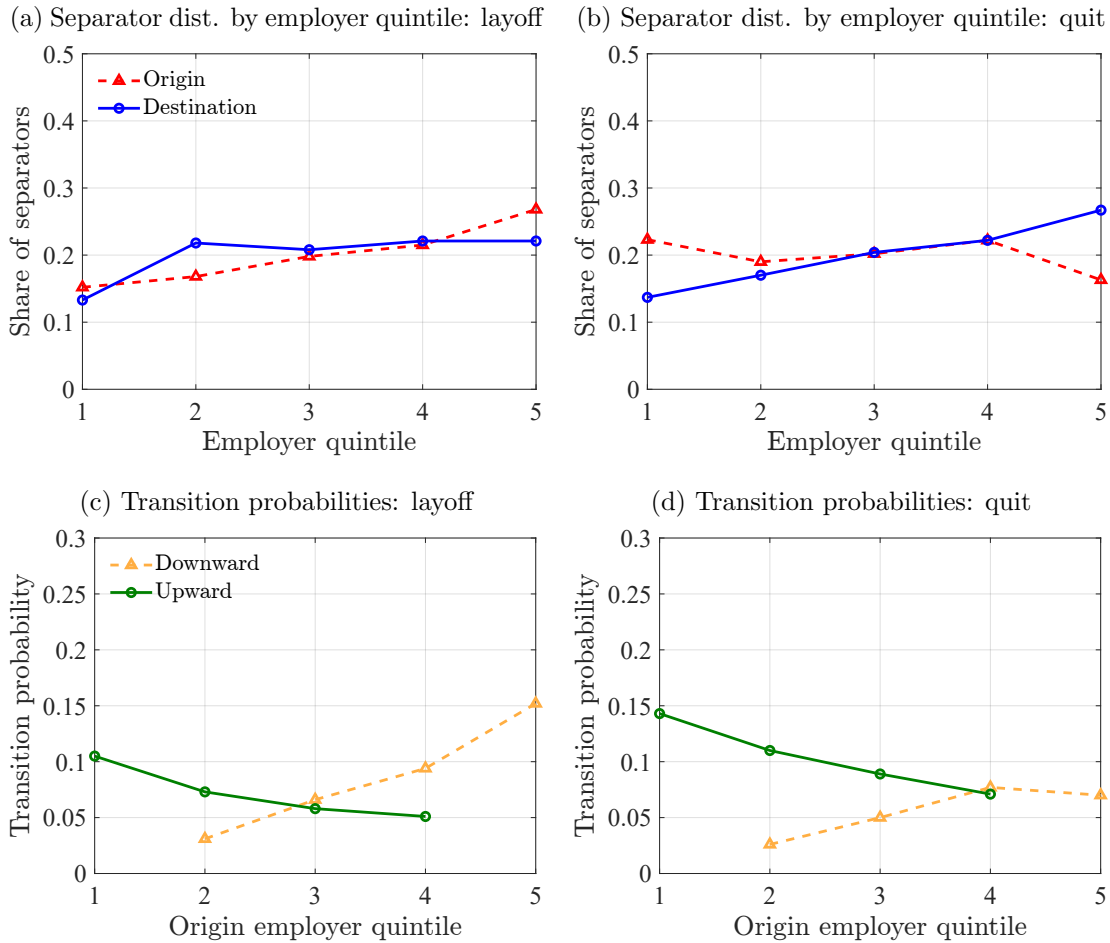 (a) Separator dist. by employer quintile: layoff
Share of separators
0.5
0.4
0.3
0.2
0.1
0
Origin
Destination
1 2 3 4 5
Employer quintile
(b) Separator dist. by employer quintile: quit
Share of separators
0.5
0.4
0.3
0.2
0.1
0
1 2 3 4 5
Employer quintile
(c) Transition probabilities: layoff
Transition probability
0.3
0.25
0.2
0.15
0.1
0.05
0
Downward
Upward
1 2 3 4 5
Origin employer quintile
(d) Transition probabilities: quit
Transition probability
0.3
0.25
0.2
0.15
0.1
0.05
0
1 2 3 4 5
Origin employer quintile